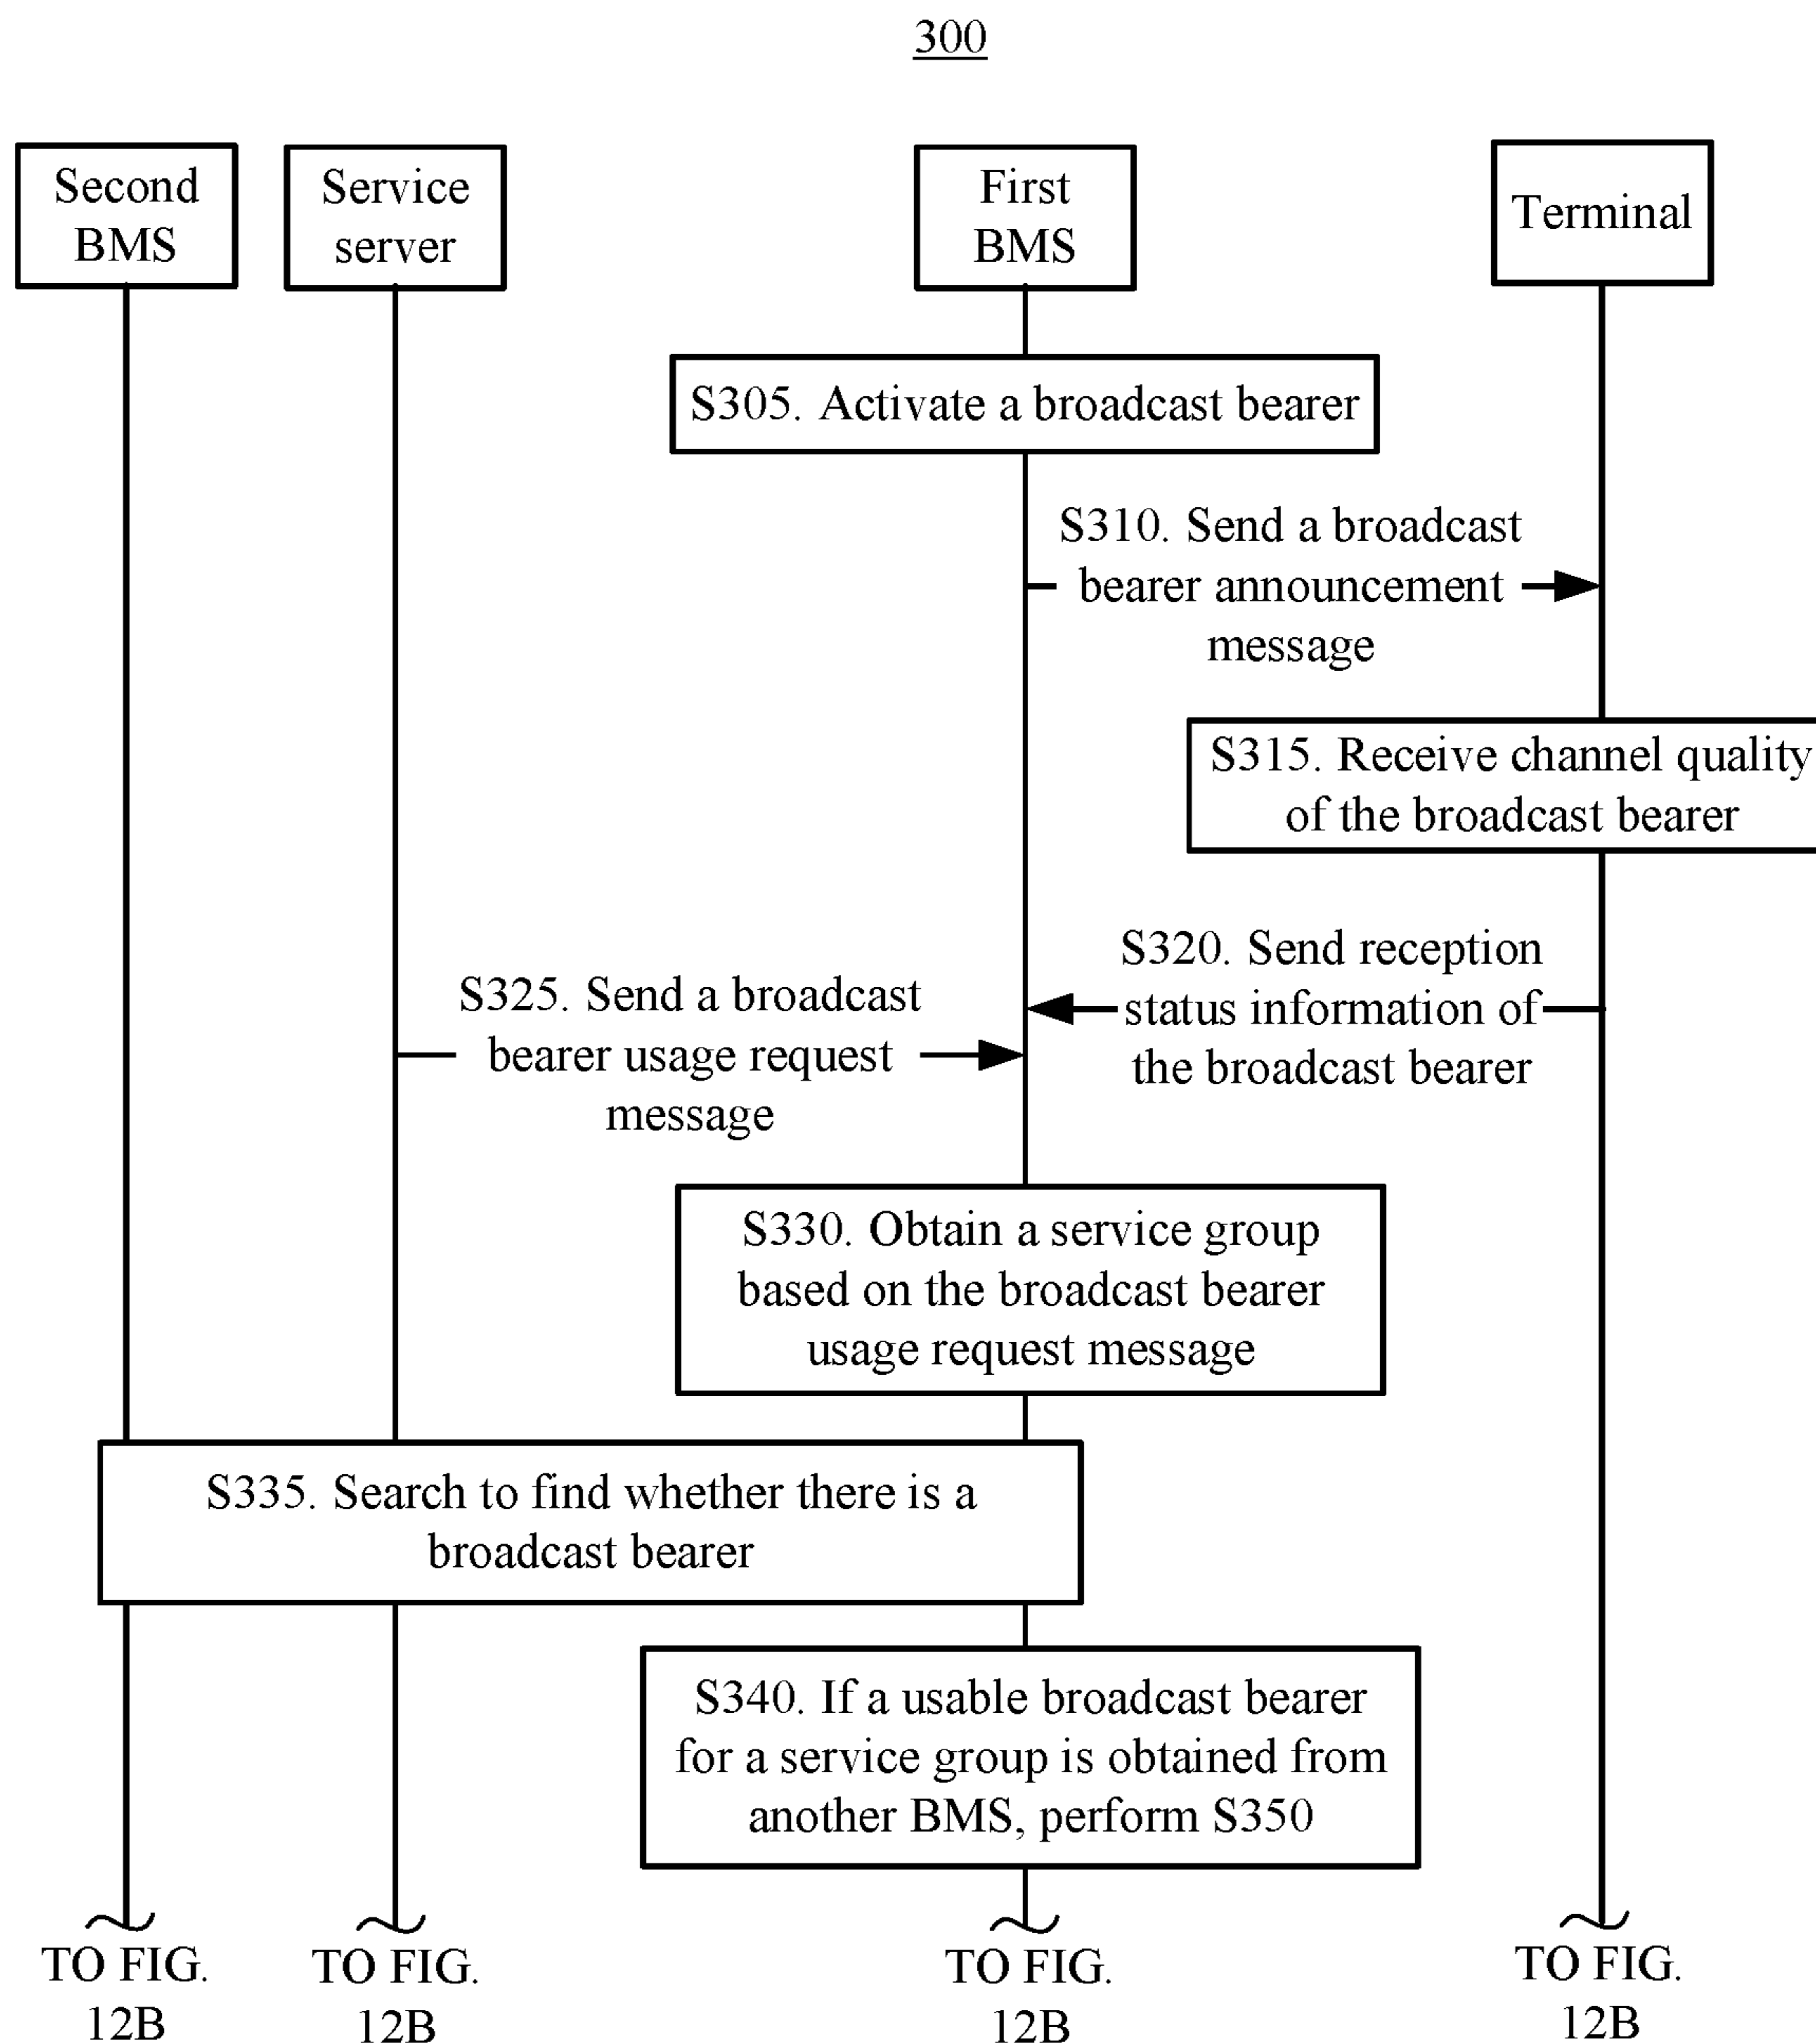 300
Second
BMS
Service
server
First
BMS
Terminal
S305. Activate a broadcast bearer
S310. Send a broadcast
bearer announcement
message
S315. Receive channel quality
of the broadcast bearer
S320. Send reception
status information of
the broadcast bearer
S325. Send a broadcast
bearer usage request
message
S330. Obtain a service group
based on the broadcast bearer
usage request message
S335. Search to find whether there is a
broadcast bearer
S340. If a usable broadcast bearer
for a service group is obtained from
another BMS, perform S350
TO FIG.
12B
TO FIG.
12B
TO FIG.
12B
TO FIG.
12B